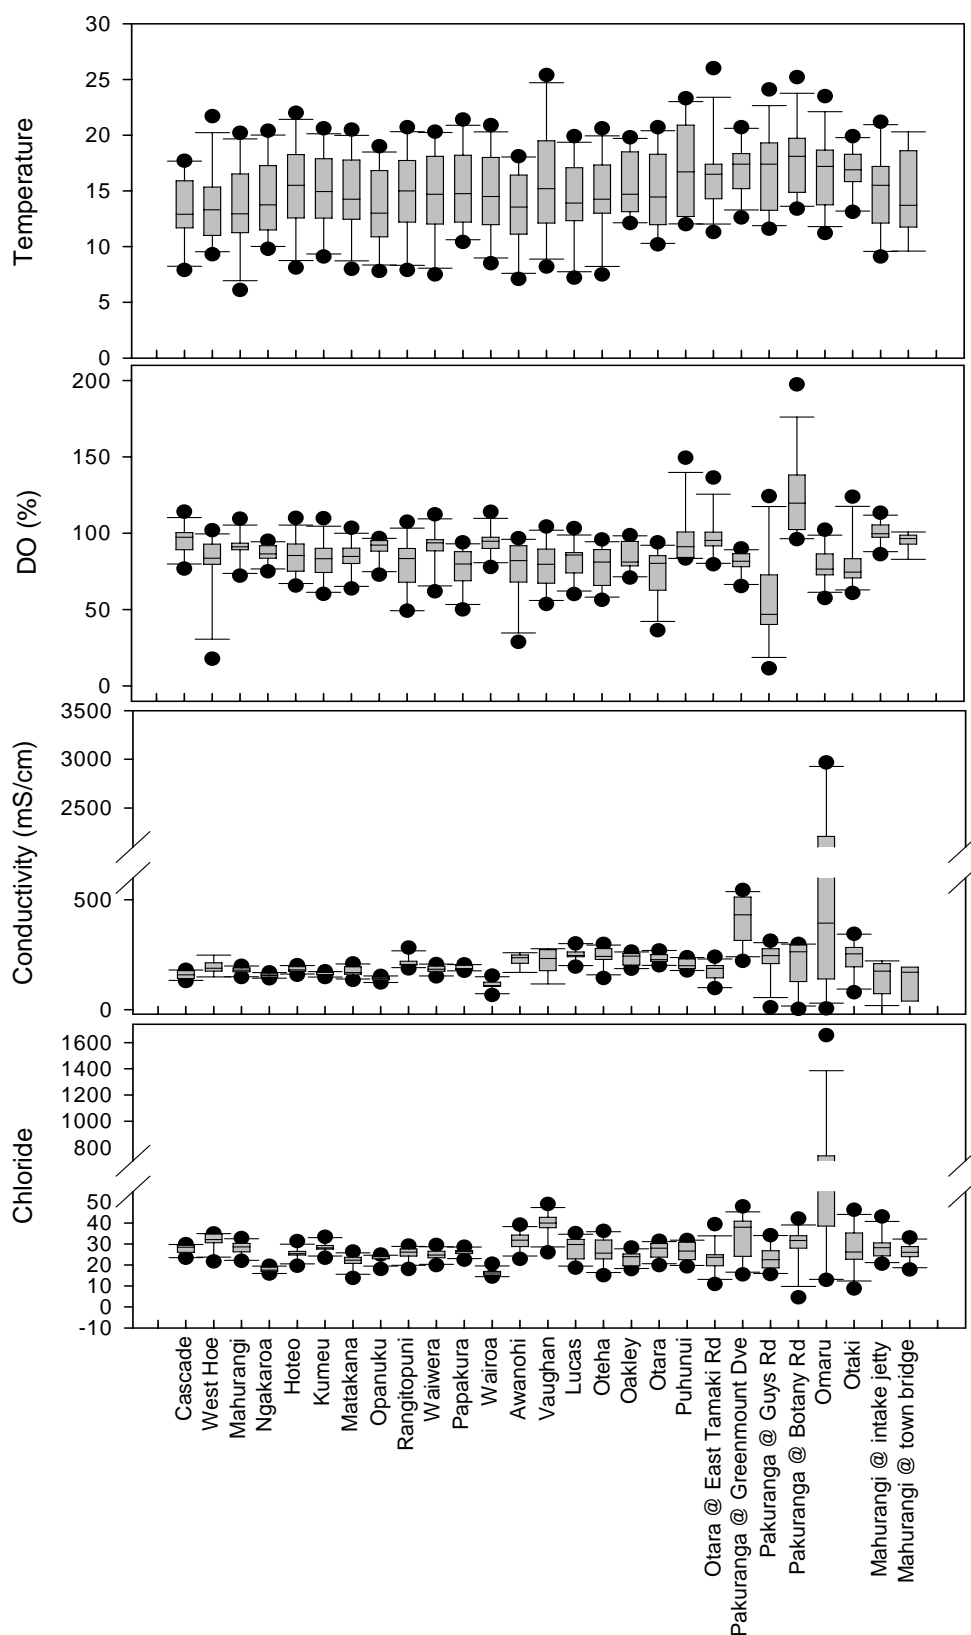 30
25
20
15
10
5
0
Temperature
200
150
100
50
0
DO (%)
3500
3000
2500
500
0
Conductivity (mS/cm)
1600
1400
1200
1000
800
50
40
30
20
10
0
-10
Chloride
Cascade
West Hoe
Mahurangi
Ngakaroa
Hoteo
Kumeu
Matakana
Opanuku
Rangitopuni
Waiwera
Papakura
Wairoa
Awanohi
Vaughan
Lucas
Oteha
Oakley
Otara
Puhunui
Otara @ East Tamaki Rd
Pakuranga @ Greenmount Dve
Pakuranga @ Guys Rd
Pakuranga @ Botany Rd
Omaru
Otaki
Mahurangi @ intake jetty
Mahurangi @ town bridge